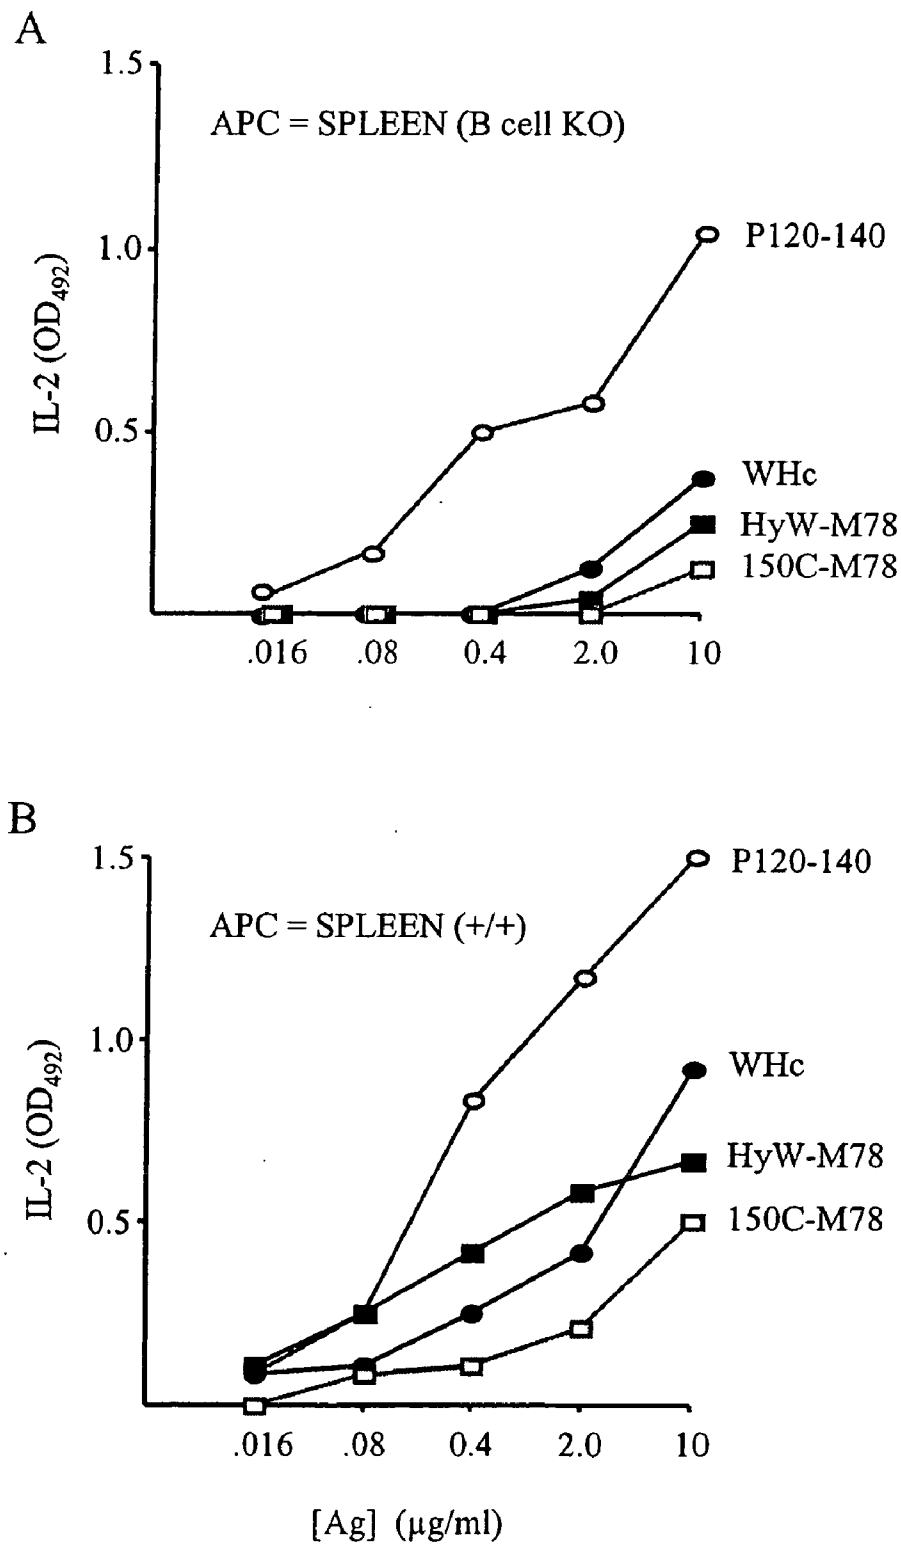 A
1.5
APC = SPLEEN (B cell KO)
1.0
P120-140
IL-2 (OD492)
0.5
WHc
HyW-M78
150C-M78
.016 .08 0.4 2.0 10
B
1.5
P120-140
APC = SPLEEN (+/+)
1.0
WHc
IL-2 (OD492)
HyW-M78
0.5
150C-M78
.016 .08 0.4 2.0 10
[Ag] (µg/ml)